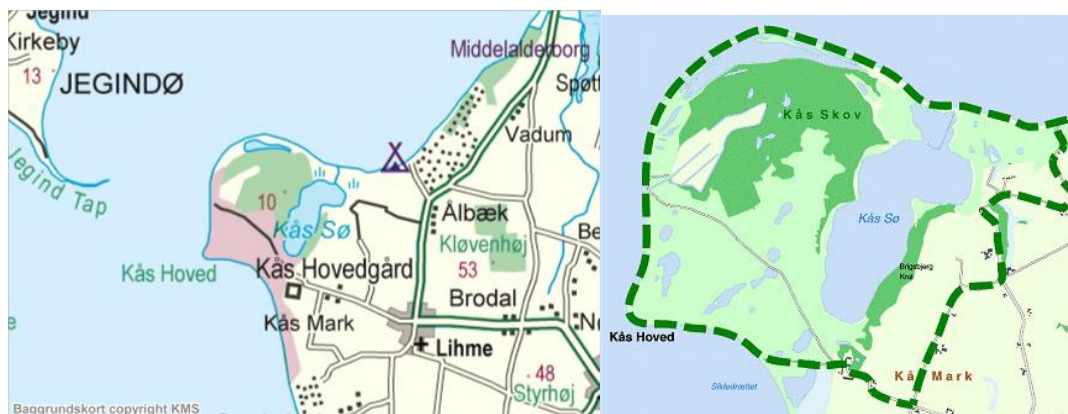 Jegind
Kirkeby
13
JEGINDØ
Jegind Tap
Middelalderborg
Vadum
10
Kås Sø
Ålbæk
Kløvenhøj
53
Kås Hoved
Kås Hovedgård
Brodal
Kås Mark
Lihme
48
Styrhøj
Baggrundskort copyright KMS
Kås Skov
Kås Sø
Brigsbjerg
Kås Hoved
Mark